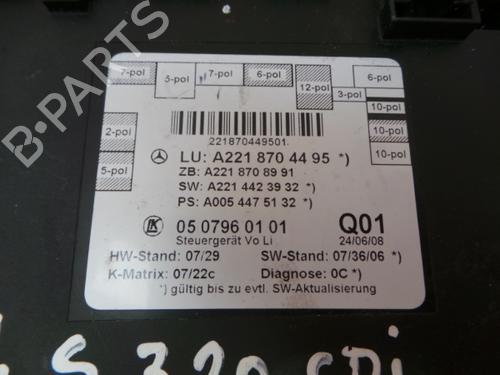 7-pol 5-pol 7-pol 6-pol 12-pol 3-pol 6-pol
10-pol
2-pol 10-pol
5-pol 10-pol
221870449501.
LU: A221 870 44 95 *)
ZB: A221 870 89 91
SW: A221 442 39 32 *)
PS: A005 447 51 32 *)
LK 05 0796 01 01 Q01
Steuergerät Vo Li 24/06/08
HW-Stand: 07/29 SW-Stand: 07/36/06 *)
K-Matrix: 07/22c Diagnose: 0C *)
*) gültig bis zu evtl. SW-Aktualisierung
S 320 CDi
B-PARTS